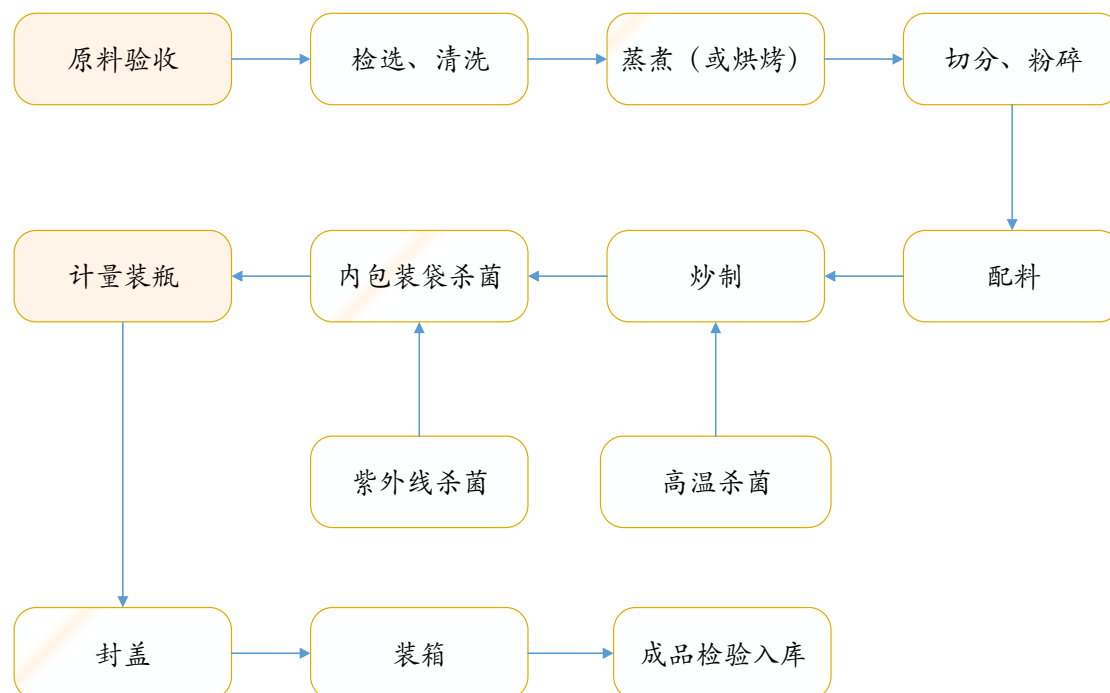 原料验收
检选、清洗
蒸煮（或烘烤）
切分、粉碎
计量装瓶
内包装袋杀菌
炒制
配料
紫外线杀菌
高温杀菌
封盖
装箱
成品检验入库